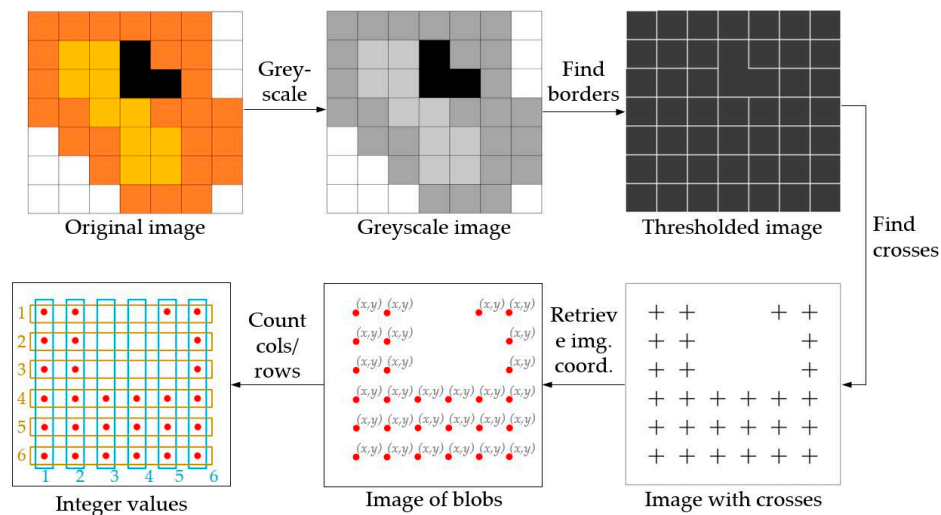 Grey-
scale
Find
borders
Original image
Greyscale image
Thresholded image
Find
crosses
1
2
3
4
5
6
1 2 3 4 5 6
Count
cols/
rows
(x,y) (x,y) (x,y) (x,y)
(x,y) (x,y) (x,y)
(x,y) (x,y) (x,y)
(x,y) (x,y) (x,y) (x,y) (x,y) (x,y)
(x,y) (x,y) (x,y) (x,y) (x,y) (x,y)
(x,y) (x,y) (x,y) (x,y) (x,y) (x,y)
Retriev
e img.
coord.
Integer values
Image of blobs
Image with crosses